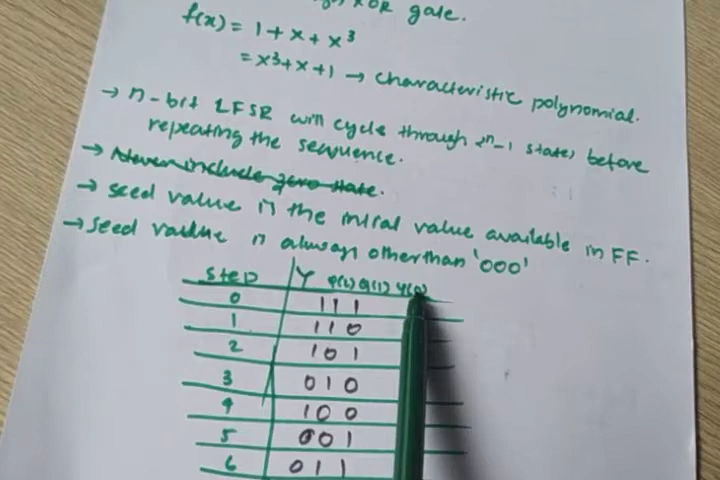 XOR gate.
f(x) = 1 + x + x³
= x³ + x + 1 → characteristic polynomial.
→ n-bit LFSR will cycle through 2ⁿ-1 states before
repeating the sequence.
→ Never include zero state.
→ seed value is the initial value available in FF.
→ seed value is always other than '000'
Step Y
0 111
1 110
2 101
3 010
4 100
5 001
6 011